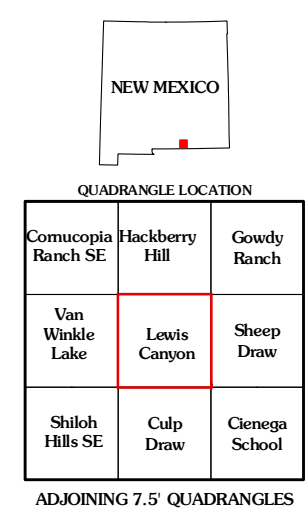 NEW MEXICO
QUADRANGLE LOCATION
Cornucopia
Ranch SE
Hackberry
Hill
Gowdy
Ranch
Van
Winkle
Lake
Lewis
Canyon
Sheep
Draw
Shiloh
Hills SE
Culp
Draw
Cienega
School
ADJOINING 7.5' QUADRANGLES